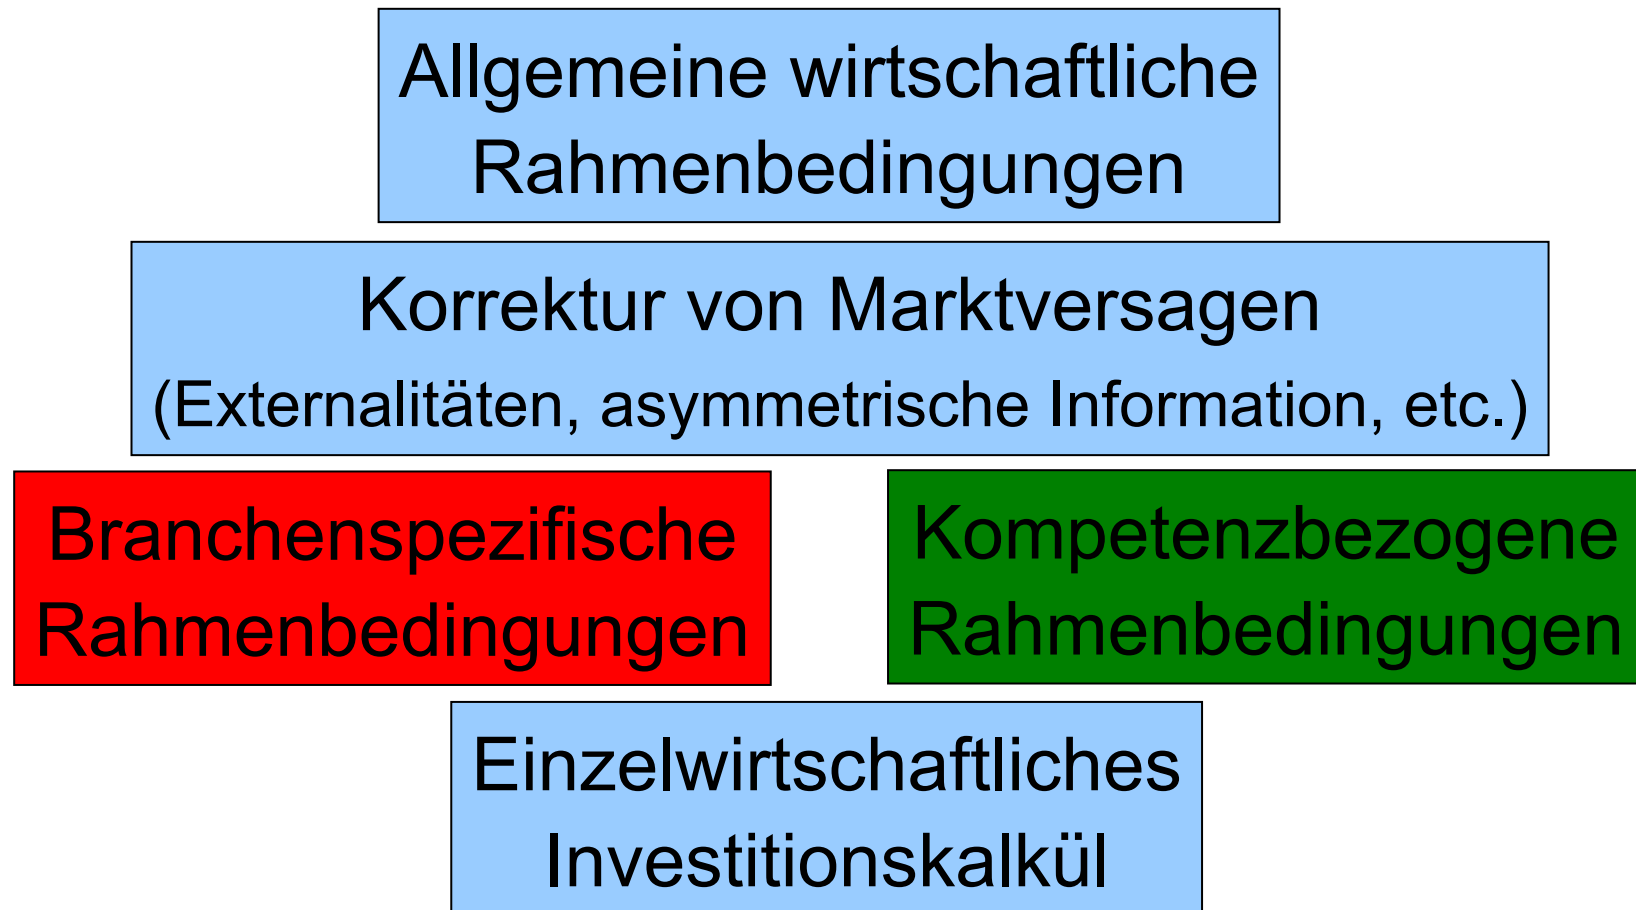 Allgemeine wirtschaftliche
Rahmenbedingungen
Korrektur von Marktversagen
(Externalitäten, asymmetrische Information, etc.)
Branchenspezifische
Rahmenbedingungen
Kompetenzbezogene
Rahmenbedingungen
Einzelwirtschaftliches
Investitionskalkül